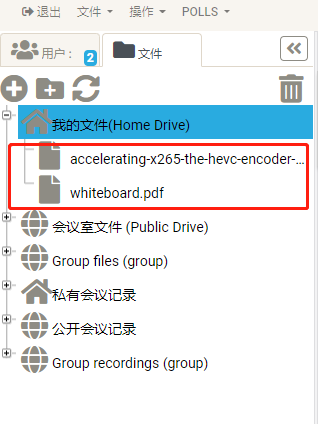 退出 文件 操作 POLLS
用户： 2 文件
我的文件(Home Drive)
accelerating-x265-the-hevc-encoder-...
whiteboard.pdf
会议室文件 (Public Drive)
Group files (group)
私有会议记录
公开会议记录
Group recordings (group)